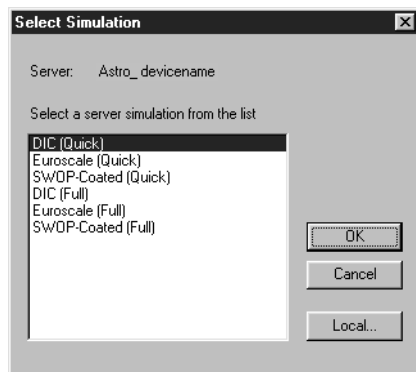 Select Simulation
Server: Astro_ devicename
Select a server simulation from the list
DIC (Quick)
Euroscale (Quick)
SWOP-Coated (Quick)
DIC (Full)
Euroscale (Full)
SWOP-Coated (Full)
OK
Cancel
Local...